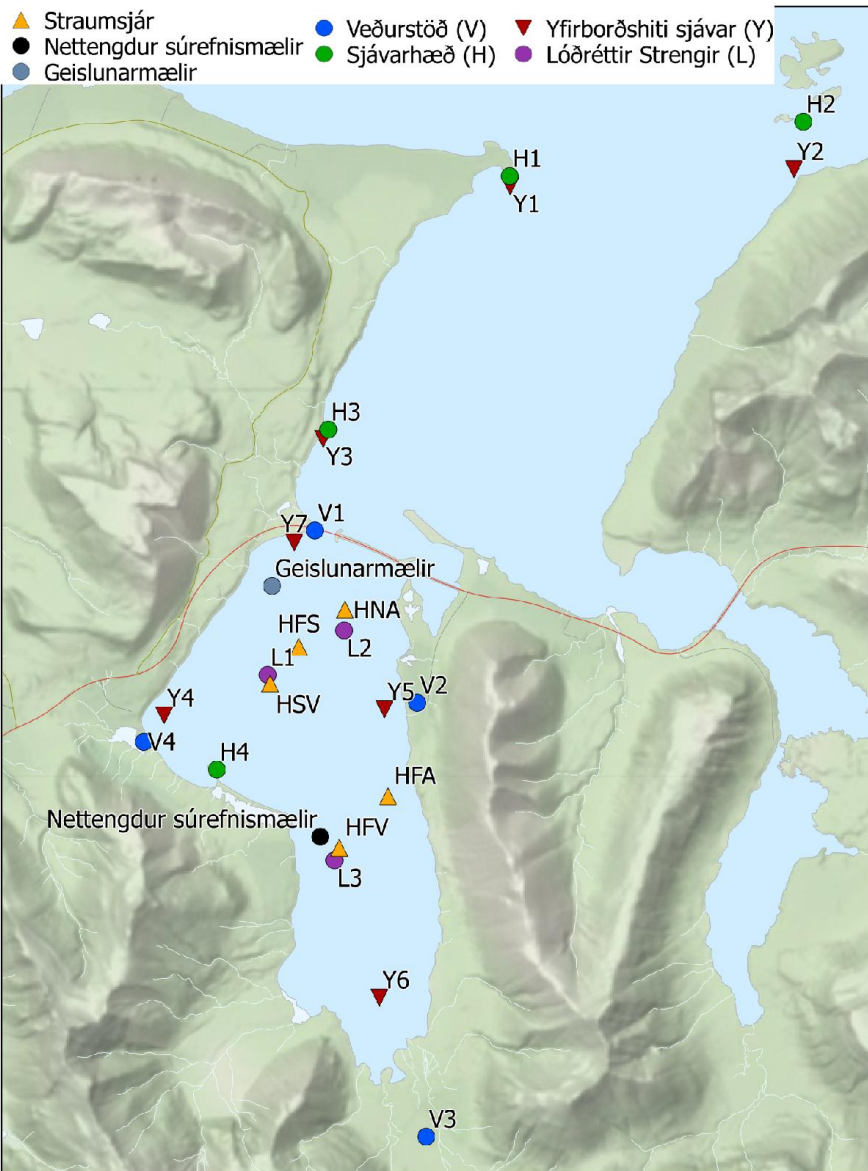 Straumsjár
Nettengdur súrefnismælir
Geislunarmælir
Veðurstöð (V)
Sjávarhæð (H)
Yfirborðshiti sjávar (Y)
Lóðréttir Strengir (L)
H2
Y2
H1
Y1
H3
Y3
V1
Y7
Geislunarmælir
HNA
HFS
L2
L1
HSV
Y5
V2
Y4
V4
H4
HFA
Nettengdur súrefnismælir
HFV
L3
Y6
V3